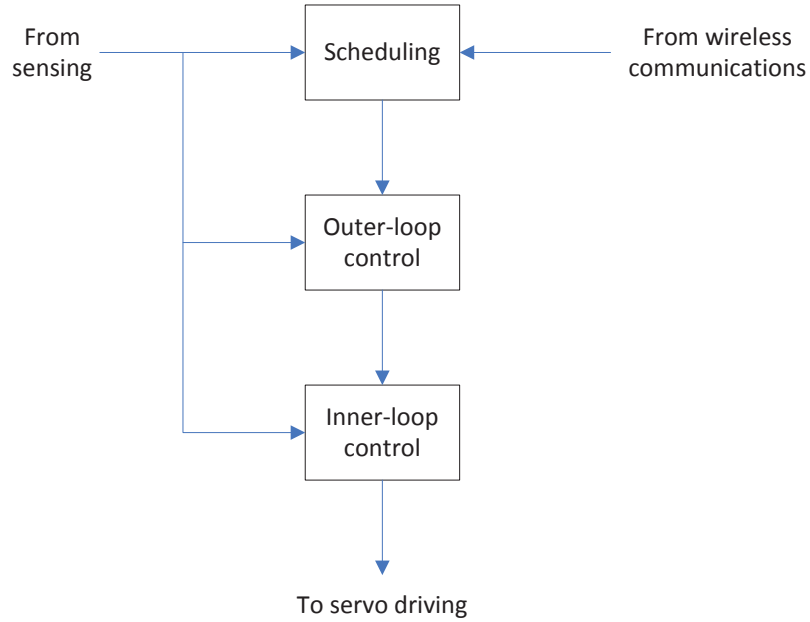 From
sensing
Scheduling
From wireless
communications
Outer-loop
control
Inner-loop
control
To servo driving